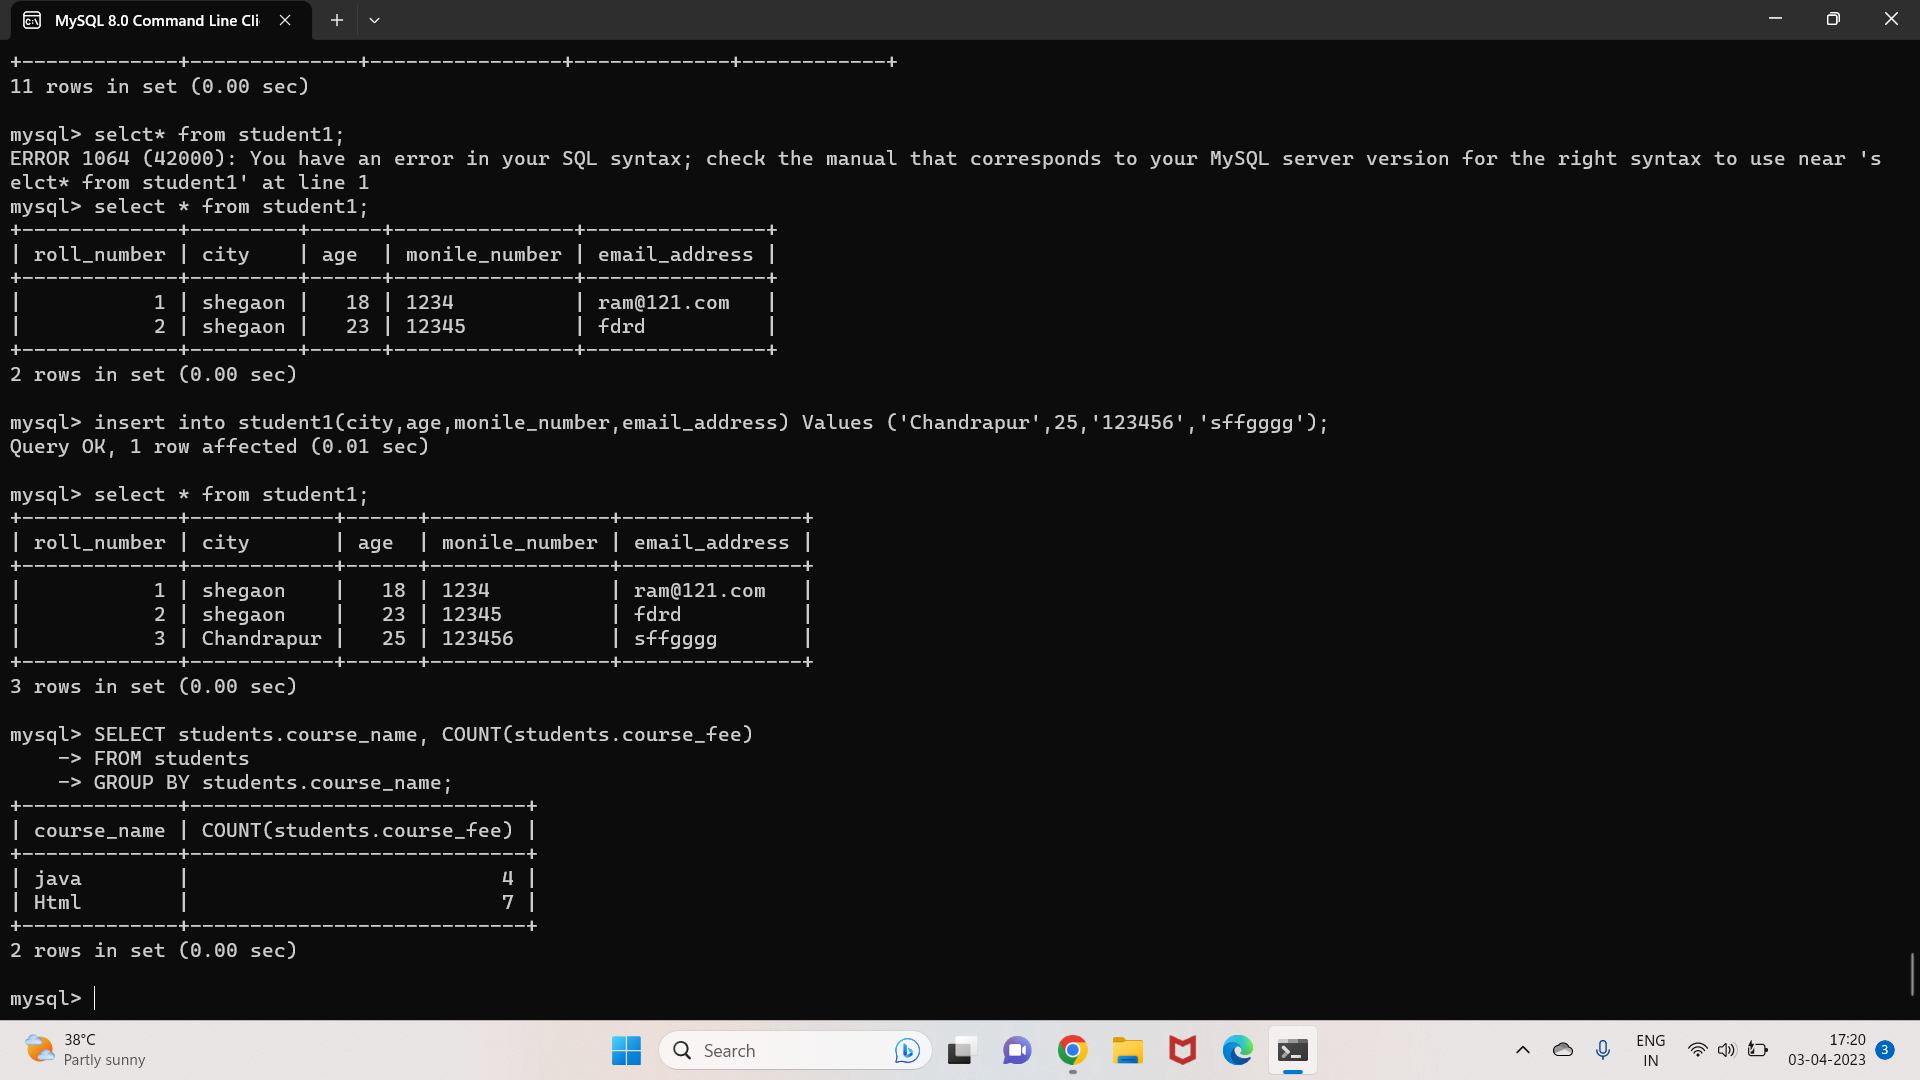 MySQL 8.0 Command Line Cli
+-------------+--------------+----------------+-------------+------------+
11 rows in set (0.00 sec)
mysql> selct* from student1;
ERROR 1064 (42000): You have an error in your SQL syntax; check the manual that corresponds to your MySQL server version for the right syntax to use near 's
elct* from student1' at line 1
mysql> select * from student1;
+-------------+---------+------+---------------+---------------+
| roll_number | city    | age  | monile_number | email_address |
+-------------+---------+------+---------------+---------------+
|           1 | shegaon |   18 | 1234          | ram@121.com   |
|           2 | shegaon |   23 | 12345         | fdrd          |
+-------------+---------+------+---------------+---------------+
2 rows in set (0.00 sec)
mysql> insert into student1(city,age,monile_number,email_address) Values ('Chandrapur',25,'123456','sffgggg');
Query OK, 1 row affected (0.01 sec)
mysql> select * from student1;
+-------------+------------+------+---------------+---------------+
| roll_number | city       | age  | monile_number | email_address |
+-------------+------------+------+---------------+---------------+
|           1 | shegaon    |   18 | 1234          | ram@121.com   |
|           2 | shegaon    |   23 | 12345         | fdrd          |
|           3 | Chandrapur |   25 | 123456        | sffgggg       |
+-------------+------------+------+---------------+---------------+
3 rows in set (0.00 sec)
mysql> SELECT students.course_name, COUNT(students.course_fee)
    -> FROM students
    -> GROUP BY students.course_name;
+-------------+----------------------------+
| course_name | COUNT(students.course_fee) |
+-------------+----------------------------+
| java        |                          4 |
| Html        |                          7 |
+-------------+----------------------------+
2 rows in set (0.00 sec)
mysql>
38°C
Partly sunny
Search
ENG
IN
17:20
03-04-2023
3